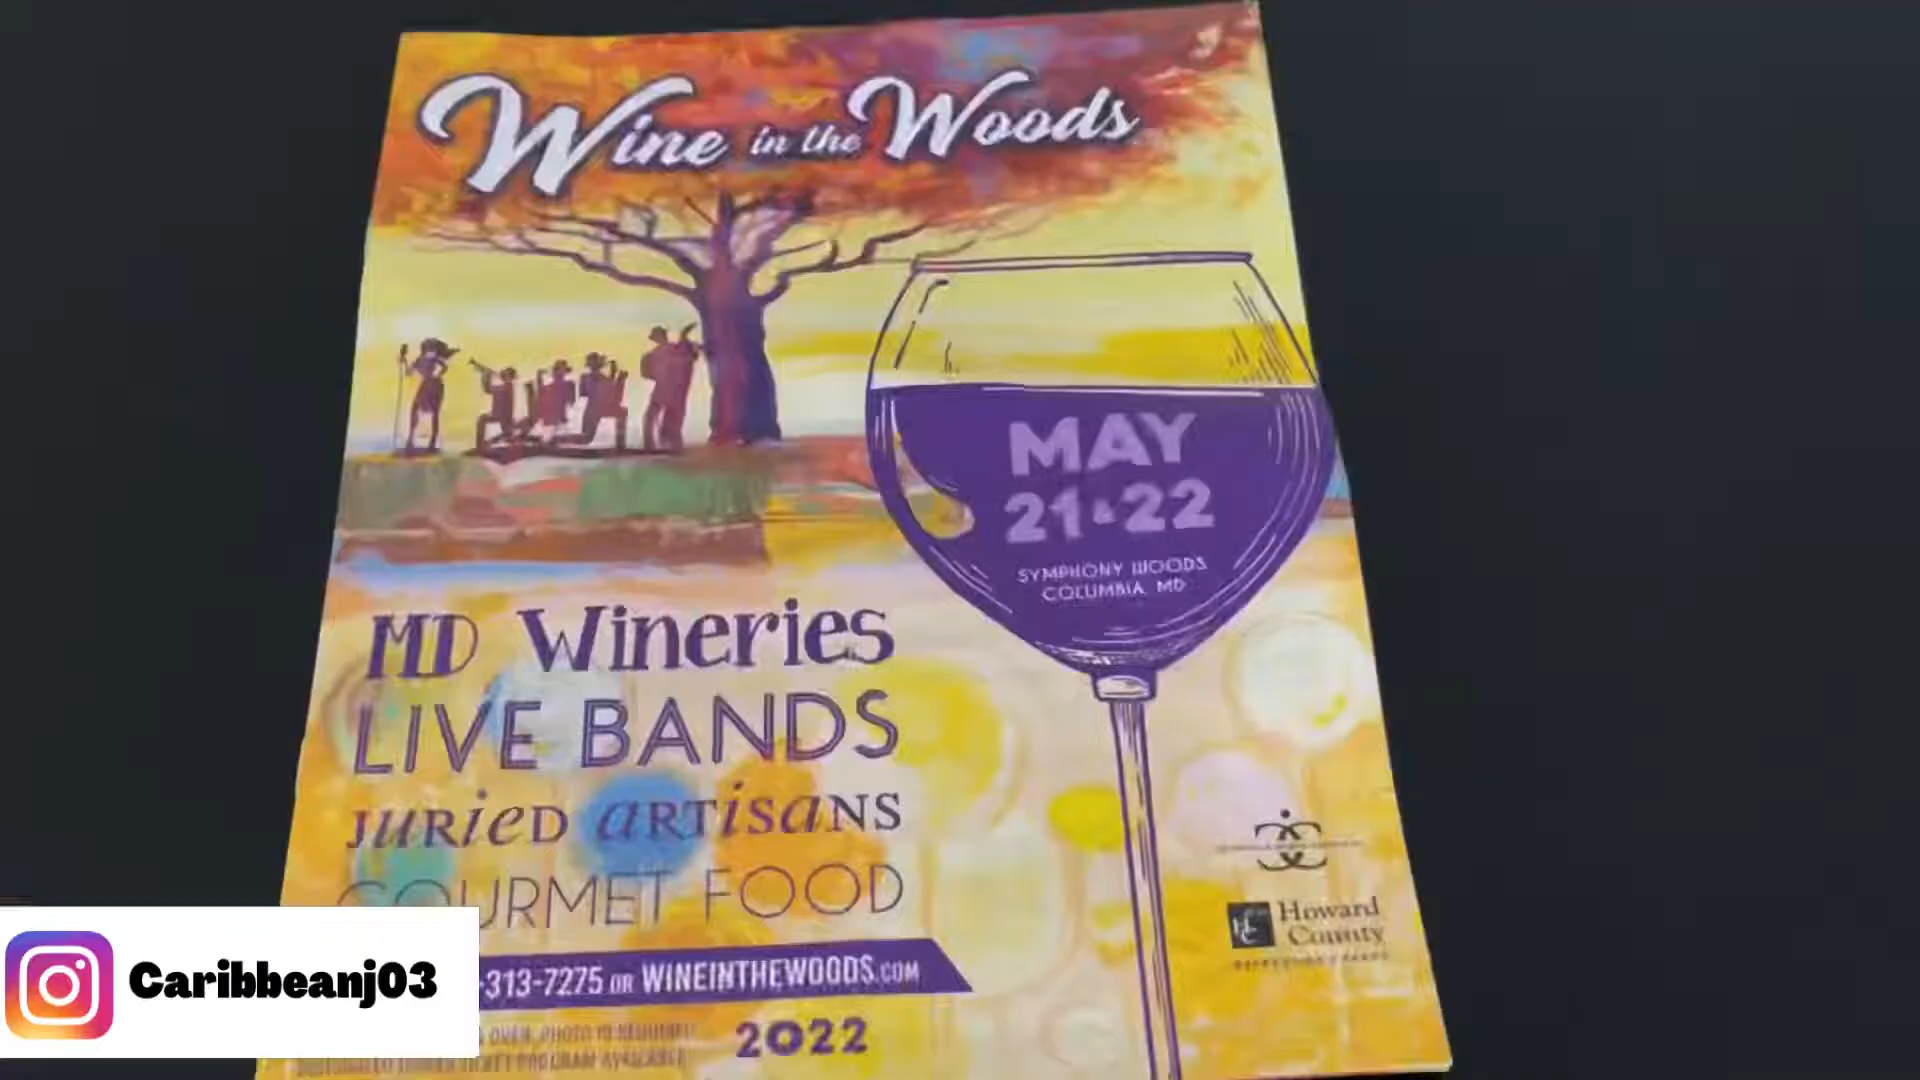 Wine in the Woods
MAY
21 & 22
SYMPHONY WOODS
COLUMBIA, MD
MD Wineries
LIVE BANDS
JURIED ARTISANS
GOURMET FOOD
Howard
County
-313-7275 OR WINEINTHEWOODS.COM
2022
Caribbeanj03